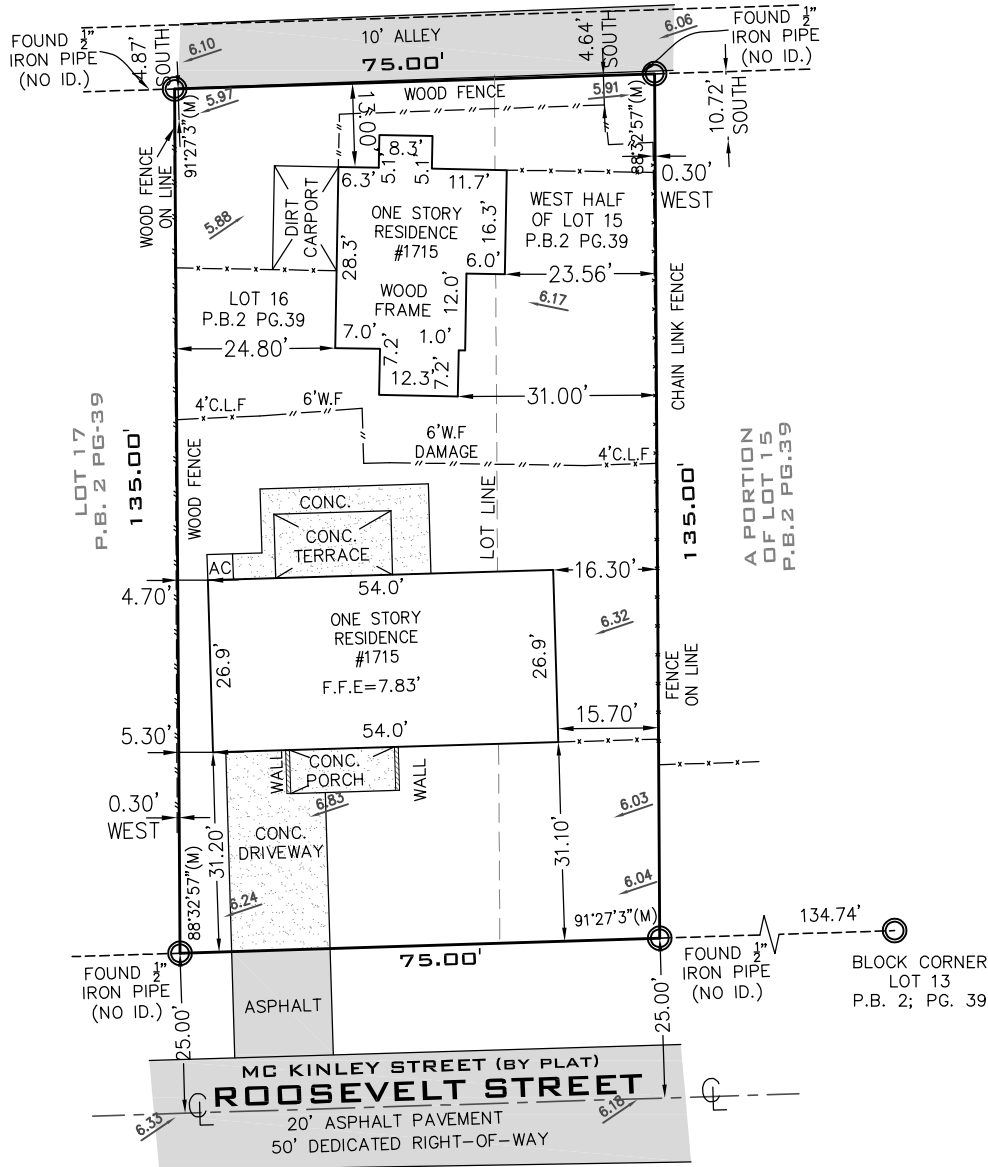 FOUND 1/2"
IRON PIPE
(NO ID.)
4.87'
SOUTH
6.10
10' ALLEY
75.00'
4.64'
SOUTH
6.06
FOUND 1/2"
IRON PIPE
(NO ID.)
5.97
WOOD FENCE
5.91
10.72'
SOUTH
91°27'3"(M)
13.00'
88°32'57"(M)
0.30'
WEST
WOOD FENCE
ON LINE
8.3'
5.1'
5.1'
6.3'
11.7'
5.88
DIRT
CARPORT
ONE STORY
RESIDENCE
#1715
16.3'
WEST HALF
OF LOT 15
P.B.2 PG.39
28.3'
6.0'
23.56'
LOT 16
P.B.2 PG.39
WOOD
FRAME
12.0'
6.17
7.0'
1.0'
24.80'
7.2'
7.2'
12.3'
31.00'
CHAIN LINK FENCE
4'C.L.F
6'W.F
6'W.F
DAMAGE
4'C.L.F
LOT 17
P.B. 2 PG-39
135.00'
WOOD FENCE
LOT LINE
135.00'
A PORTION
OF LOT 15
P.B.2 PG.39
CONC.
CONC.
TERRACE
AC
54.0'
16.30'
4.70'
ONE STORY
RESIDENCE
#1715
F.F.E=7.83'
26.9'
26.9'
6.32
FENCE
ON LINE
5.30'
54.0'
15.70'
WALL
CONC.
PORCH
WALL
6.83
0.30'
WEST
31.20'
CONC.
DRIVEWAY
31.10'
6.03
88°32'57"(M)
6.24
6.04
91°27'3"(M)
134.74'
75.00'
FOUND 1/2"
IRON PIPE
(NO ID.)
FOUND 1/2"
IRON PIPE
(NO ID.)
BLOCK CORNER
LOT 13
P.B. 2; PG. 39
25.00'
ASPHALT
25.00'
MC KINLEY STREET (BY PLAT)
ROOSEVELT STREET
CL
CL
6.33
20' ASPHALT PAVEMENT
6.18
50' DEDICATED RIGHT-OF-WAY